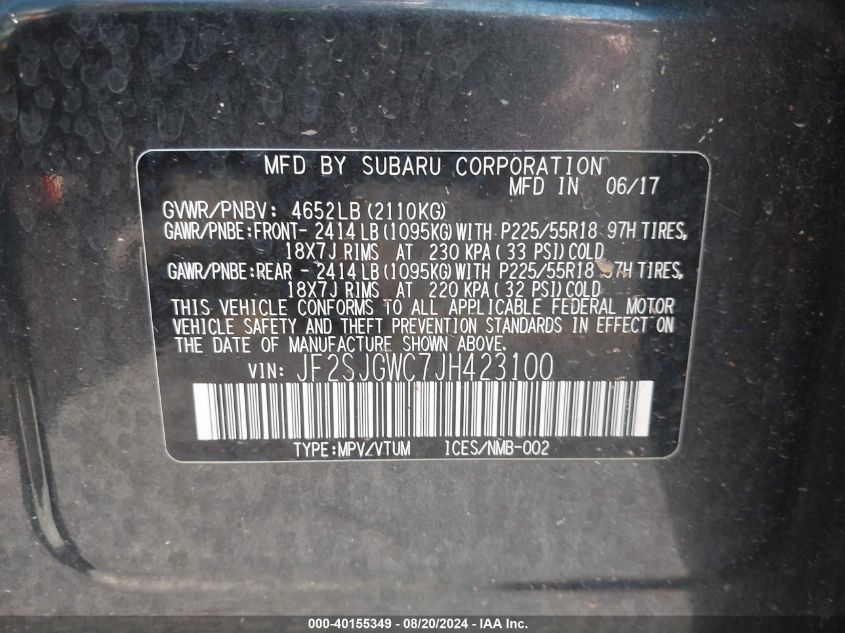 MFD BY SUBARU CORPORATION
MFD IN 06/17
GVWR/PNBV: 4652LB (2110KG)
GAWR/PNBE:FRONT- 2414 LB (1095KG) WITH P225/55R18 97H TIRES,
18X7J RIMS AT 230 KPA ( 33 PSI) COLD
GAWR/PNBE:REAR - 2414 LB (1095KG) WITH P225/55R18 97H TIRES,
18X7J RIMS AT 220 KPA ( 32 PSI) COLD
THIS VEHICLE CONFORMS TO ALL APPLICABLE FEDERAL MOTOR
VEHICLE SAFETY AND THEFT PREVENTION STANDARDS IN EFFECT ON
THE DATE OF MANUFACTURE SHOWN ABOVE.
VIN: JF2SJGWC7JH423100
TYPE:MPV/VTUM ICES/NMB-002
000-40155349 - 08/20/2024 - IAA Inc.